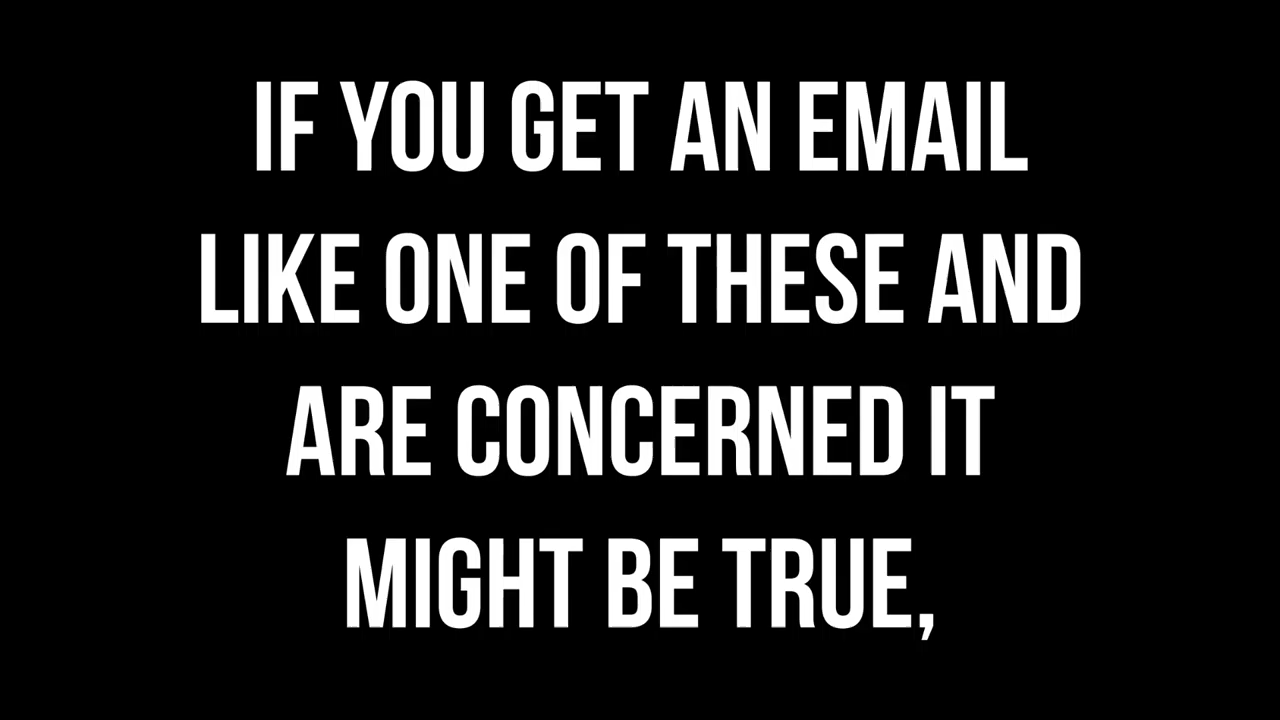 IF YOU GET AN EMAIL
LIKE ONE OF THESE AND
ARE CONCERNED IT
MIGHT BE TRUE,